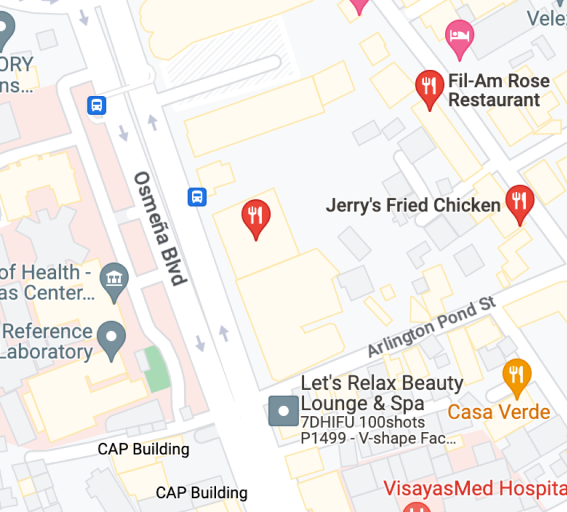 Velez
ORY
ns...
Fil-Am Rose
Restaurant
Osmeña Blvd
Jerry's Fried Chicken
of Health -
as Center...
Reference
Laboratory
Arlington Pond St
Let's Relax Beauty
Lounge & Spa
7DHIFU 100shots
P1499 - V-shape Fac...
Casa Verde
CAP Building
CAP Building
VisayasMed Hospita